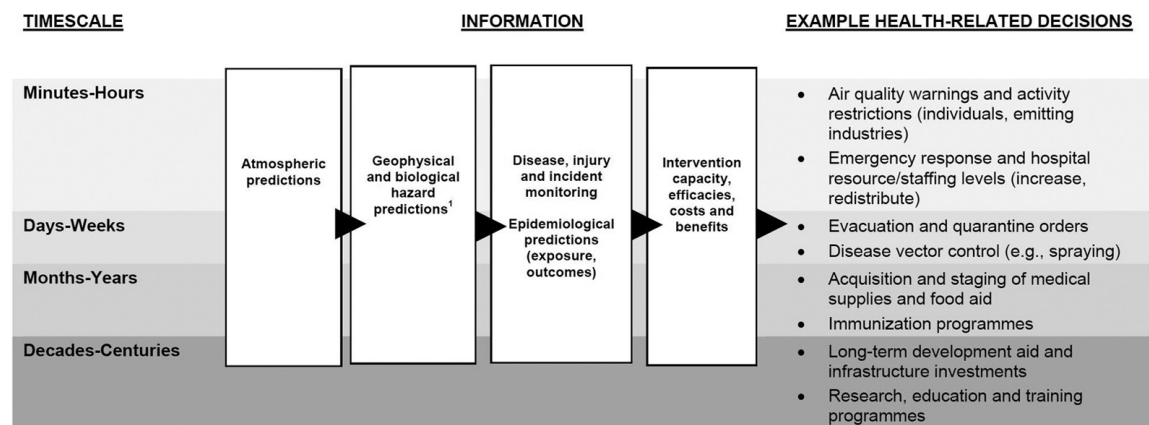 TIMESCALE
INFORMATION
EXAMPLE HEALTH-RELATED DECISIONS
Minutes-Hours
Days-Weeks
Months-Years
Decades-Centuries
Atmospheric
predictions
Geophysical
and biological
hazard
predictions¹
Disease, injury
and incident
monitoring
Epidemiological
predictions
(exposure,
outcomes)
Intervention
capacity,
efficacies,
costs and
benefits
• Air quality warnings and activity
restrictions (individuals, emitting
industries)
• Emergency response and hospital
resource/staffing levels (increase,
redistribute)
• Evacuation and quarantine orders
• Disease vector control (e.g., spraying)
• Acquisition and staging of medical
supplies and food aid
• Immunization programmes
• Long-term development aid and
infrastructure investments
• Research, education and training
programmes